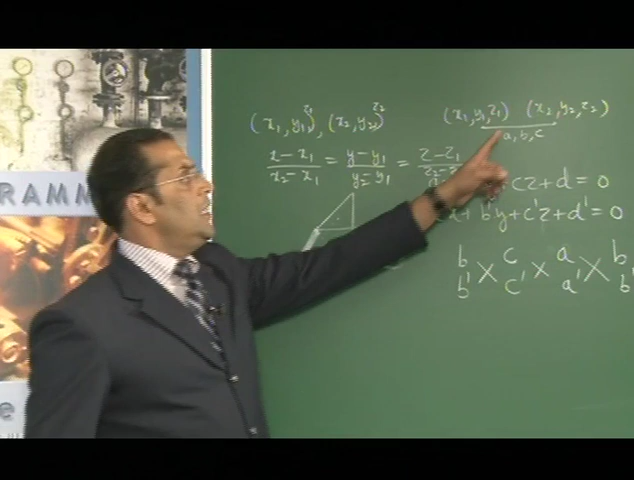 RAMM
(x₁, y₁, z₁), (x₂, y₂, z₂)
(x₁, y₁, z₁) (x₂, y₂, z₂)
a, b, c
x − x₁ / x₂ − x₁ = y − y₁ / y₂ − y₁ = z − z₁ / z₂ − z
cz + d = 0
x + b'y + c'z + d' = 0
b c a b
b' × c' × a' × b'
e